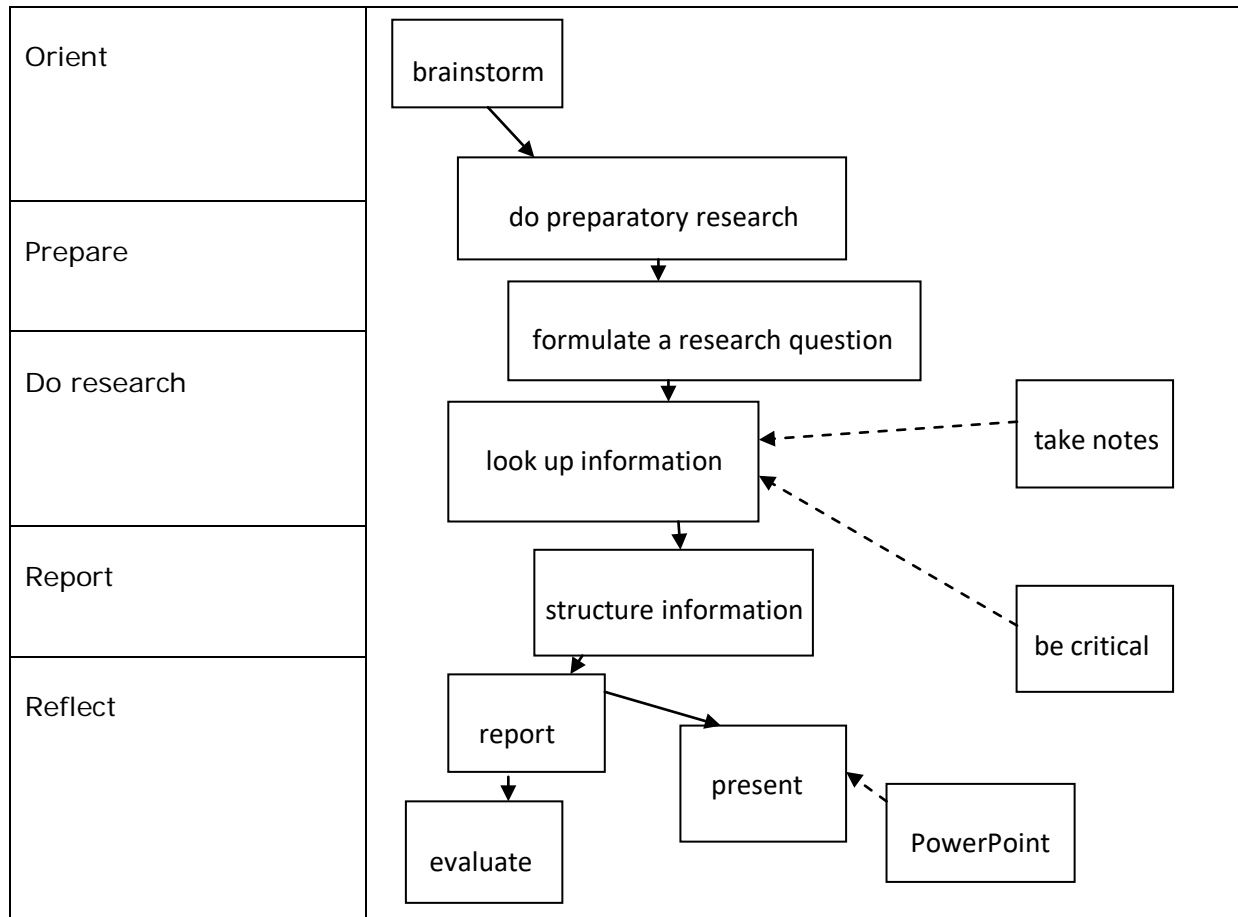 Orient
brainstorm
do preparatory research
Prepare
formulate a research question
Do research
take notes
look up information
Report
structure information
be critical
Reflect
report
present
PowerPoint
evaluate